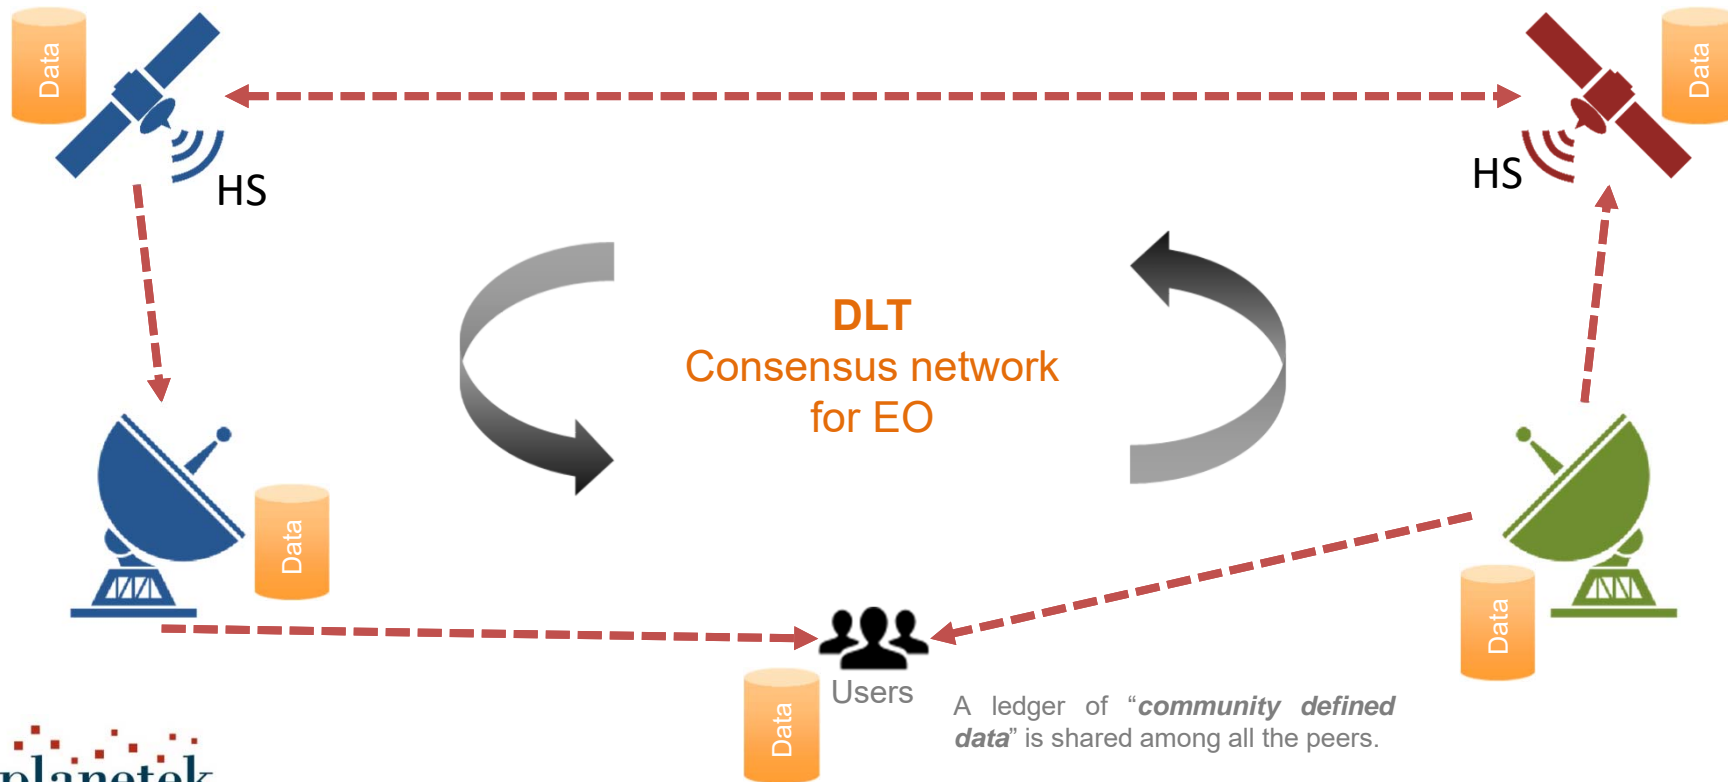 Data
Data
HS
HS
DLT
Consensus network
for EO
Data
Data
Users
Data
A ledger of “community defined
data” is shared among all the peers.
planetek